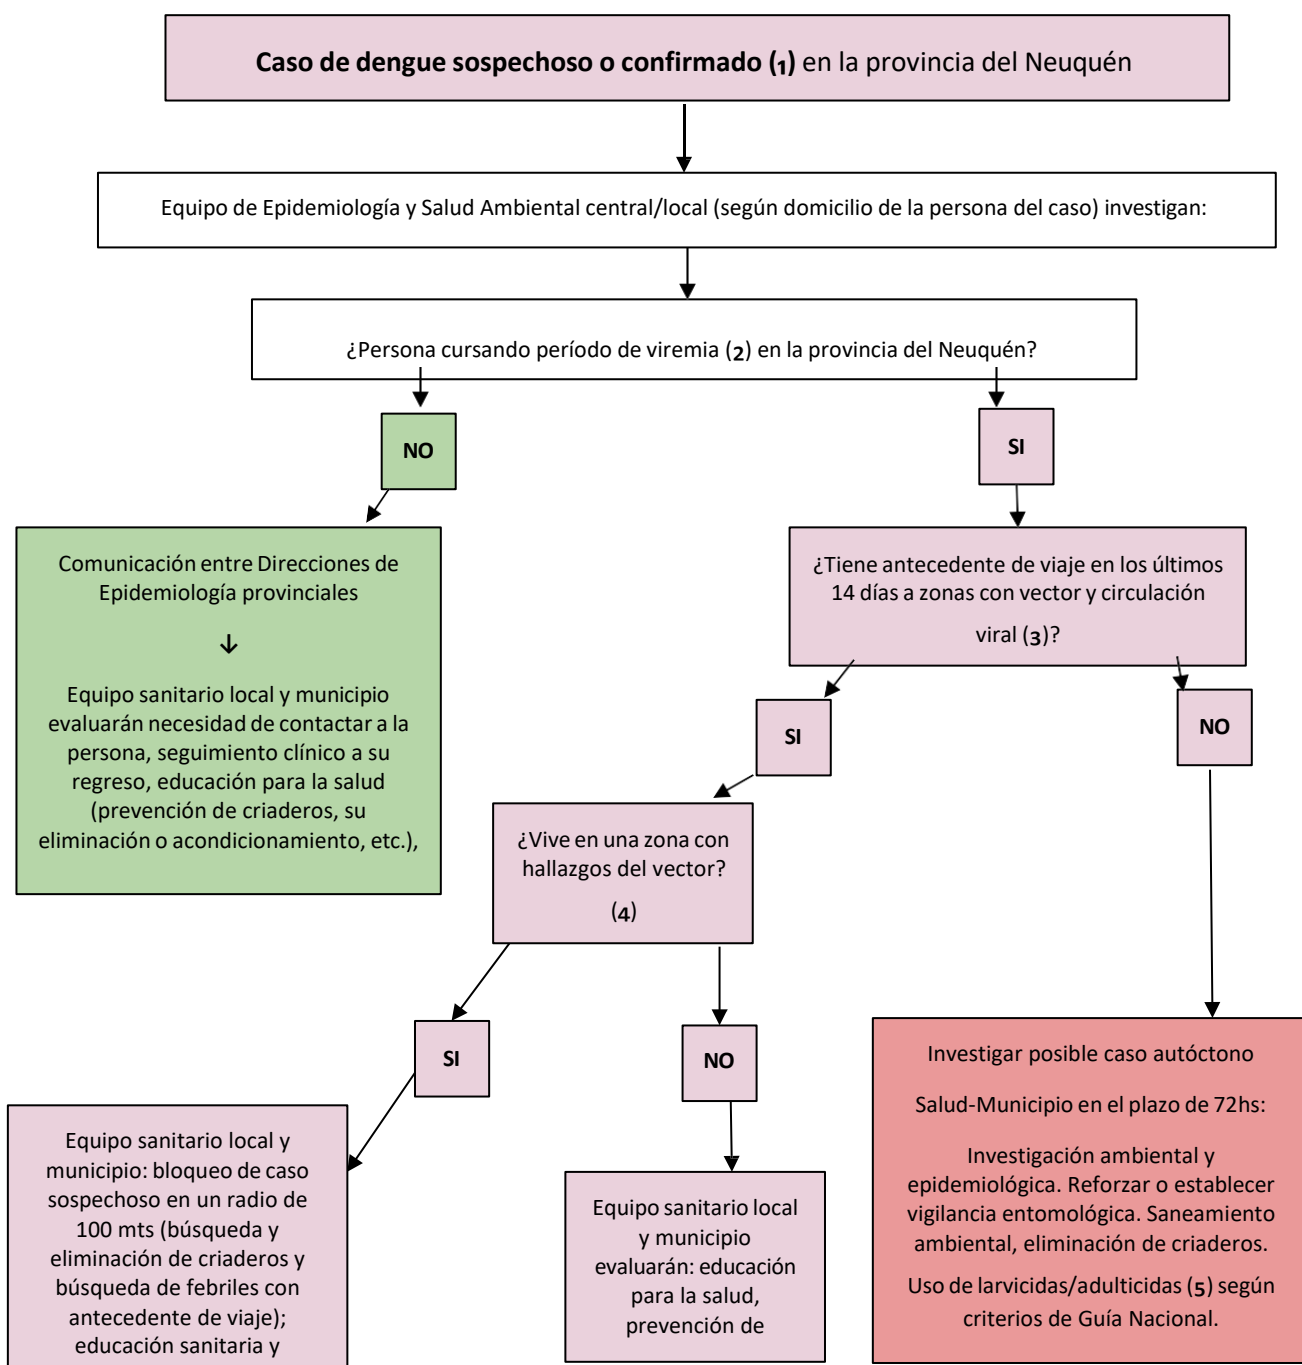 Caso de dengue sospechoso o confirmado (1) en la provincia del Neuquén
Equipo de Epidemiología y Salud Ambiental central/local (según domicilio de la persona del caso) investigan:
¿Persona cursando período de viremia (2) en la provincia del Neuquén?
NO
SI
Comunicación entre Direcciones de
Epidemiología provinciales
↓
Equipo sanitario local y municipio
evaluarán necesidad de contactar a la
persona, seguimiento clínico a su
regreso, educación para la salud
(prevención de criaderos, su
eliminación o acondicionamiento, etc.),
¿Tiene antecedente de viaje en los últimos
14 días a zonas con vector y circulación
viral (3)?
SI
NO
¿Vive en una zona con
hallazgos del vector?
(4)
SI
NO
Equipo sanitario local y
municipio: bloqueo de caso
sospechoso en un radio de
100 mts (búsqueda y
eliminación de criaderos y
búsqueda de febriles con
antecedente de viaje);
educación sanitaria y
Equipo sanitario local
y municipio
evaluarán: educación
para la salud,
prevención de
Investigar posible caso autóctono
Salud-Municipio en el plazo de 72hs:
Investigación ambiental y
epidemiológica. Reforzar o establecer
vigilancia entomológica. Saneamiento
ambiental, eliminación de criaderos.
Uso de larvicidas/adulticidas (5) según
criterios de Guía Nacional.